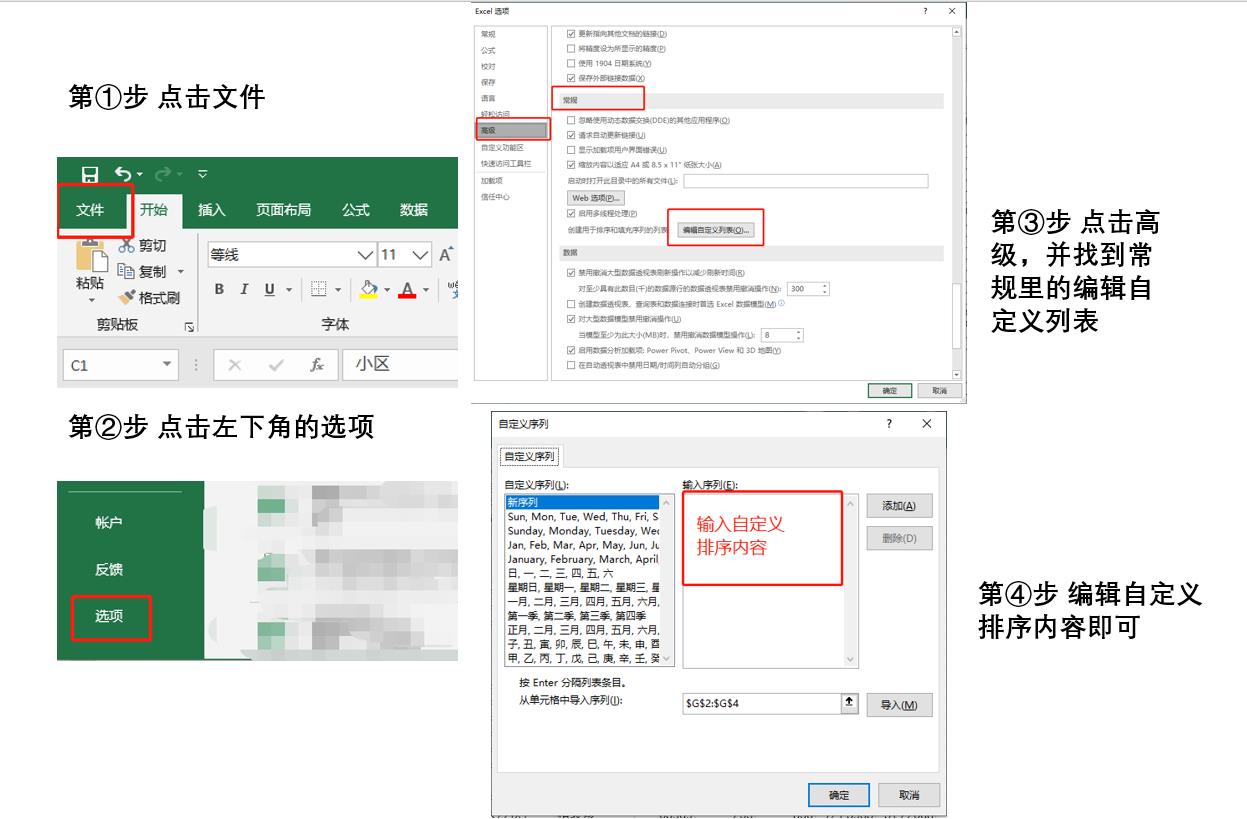 第①步 点击文件
文件
开始
插入
页面布局
公式
数据
粘贴
剪切
复制
格式刷
剪贴板
等线
11
A
B I U
A
字体
C1
fx
小区
第②步 点击左下角的选项
帐户
反馈
选项
Excel 选项
?
常规
公式
校对
保存
语言
轻松访问
高级
自定义功能区
快速访问工具栏
加载项
信任中心
更新指向其他文档的链接(D)
将精度设为所显示的精度(P)
使用 1904 日期系统(Y)
保存外部链接数据(X)
常规
忽略使用动态数据交换(DDE)的其他应用程序(O)
请求自动更新链接(U)
显示加载项用户界面错误(U)
缩放内容以适应 A4 或 8.5 x 11" 纸张大小(A)
启动时打开此目录中的所有文件(L):
Web 选项(P)...
启用多线程处理(P)
创建用于排序和填充序列的列表
编辑自定义列表(O)...
数据
禁用撤消大型数据透视表刷新操作以减少刷新时间(R)
对至少具有此数目(千)的数据源行的数据透视表禁用撤消操作(N):
300
创建数据透视表、查询表和数据连接时首选 Excel 数据模型(M)
对大型数据模型禁用撤消操作(U)
当模型至少为此大小(MB)时，禁用撤消数据模型操作(L):
8
启用数据分析加载项: Power Pivot、Power View 和 3D 地图(Y)
在自动透视表中禁用日期/时间列自动分组(G)
确定
取消
第③步 点击高
级，并找到常
规里的编辑自
定义列表
自定义序列
?
自定义序列
自定义序列(L):
新序列
Sun, Mon, Tue, Wed, Thu, Fri, S
Sunday, Monday, Tuesday, Wed
Jan, Feb, Mar, Apr, May, Jun, Ju
January, February, March, April,
日, 一, 二, 三, 四, 五, 六
星期日, 星期一, 星期二, 星期三, 星
一月, 二月, 三月, 四月, 五月, 六月,
第一季, 第二季, 第三季, 第四季
正月, 二月, 三月, 四月, 五月, 六月,
子, 丑, 寅, 卯, 辰, 巳, 午, 未, 申, 酉
甲, 乙, 丙, 丁, 戊, 己, 庚, 辛, 壬, 癸
输入序列(E):
输入自定义
排序内容
添加(A)
删除(D)
按 Enter 分隔列表条目。
从单元格中导入序列(I):
$G$2:$G$4
导入(M)
确定
取消
第④步 编辑自定义
排序内容即可